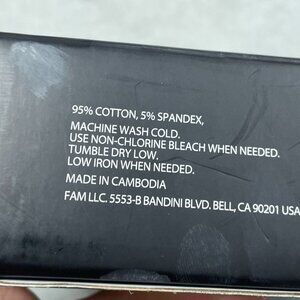 95% COTTON, 5% SPANDEX,
MACHINE WASH COLD.
USE NON-CHLORINE BLEACH WHEN NEEDED.
TUMBLE DRY LOW.
LOW IRON WHEN NEEDED.
MADE IN CAMBODIA
FAM LLC. 5553-B BANDINI BLVD. BELL, CA 90201 USA